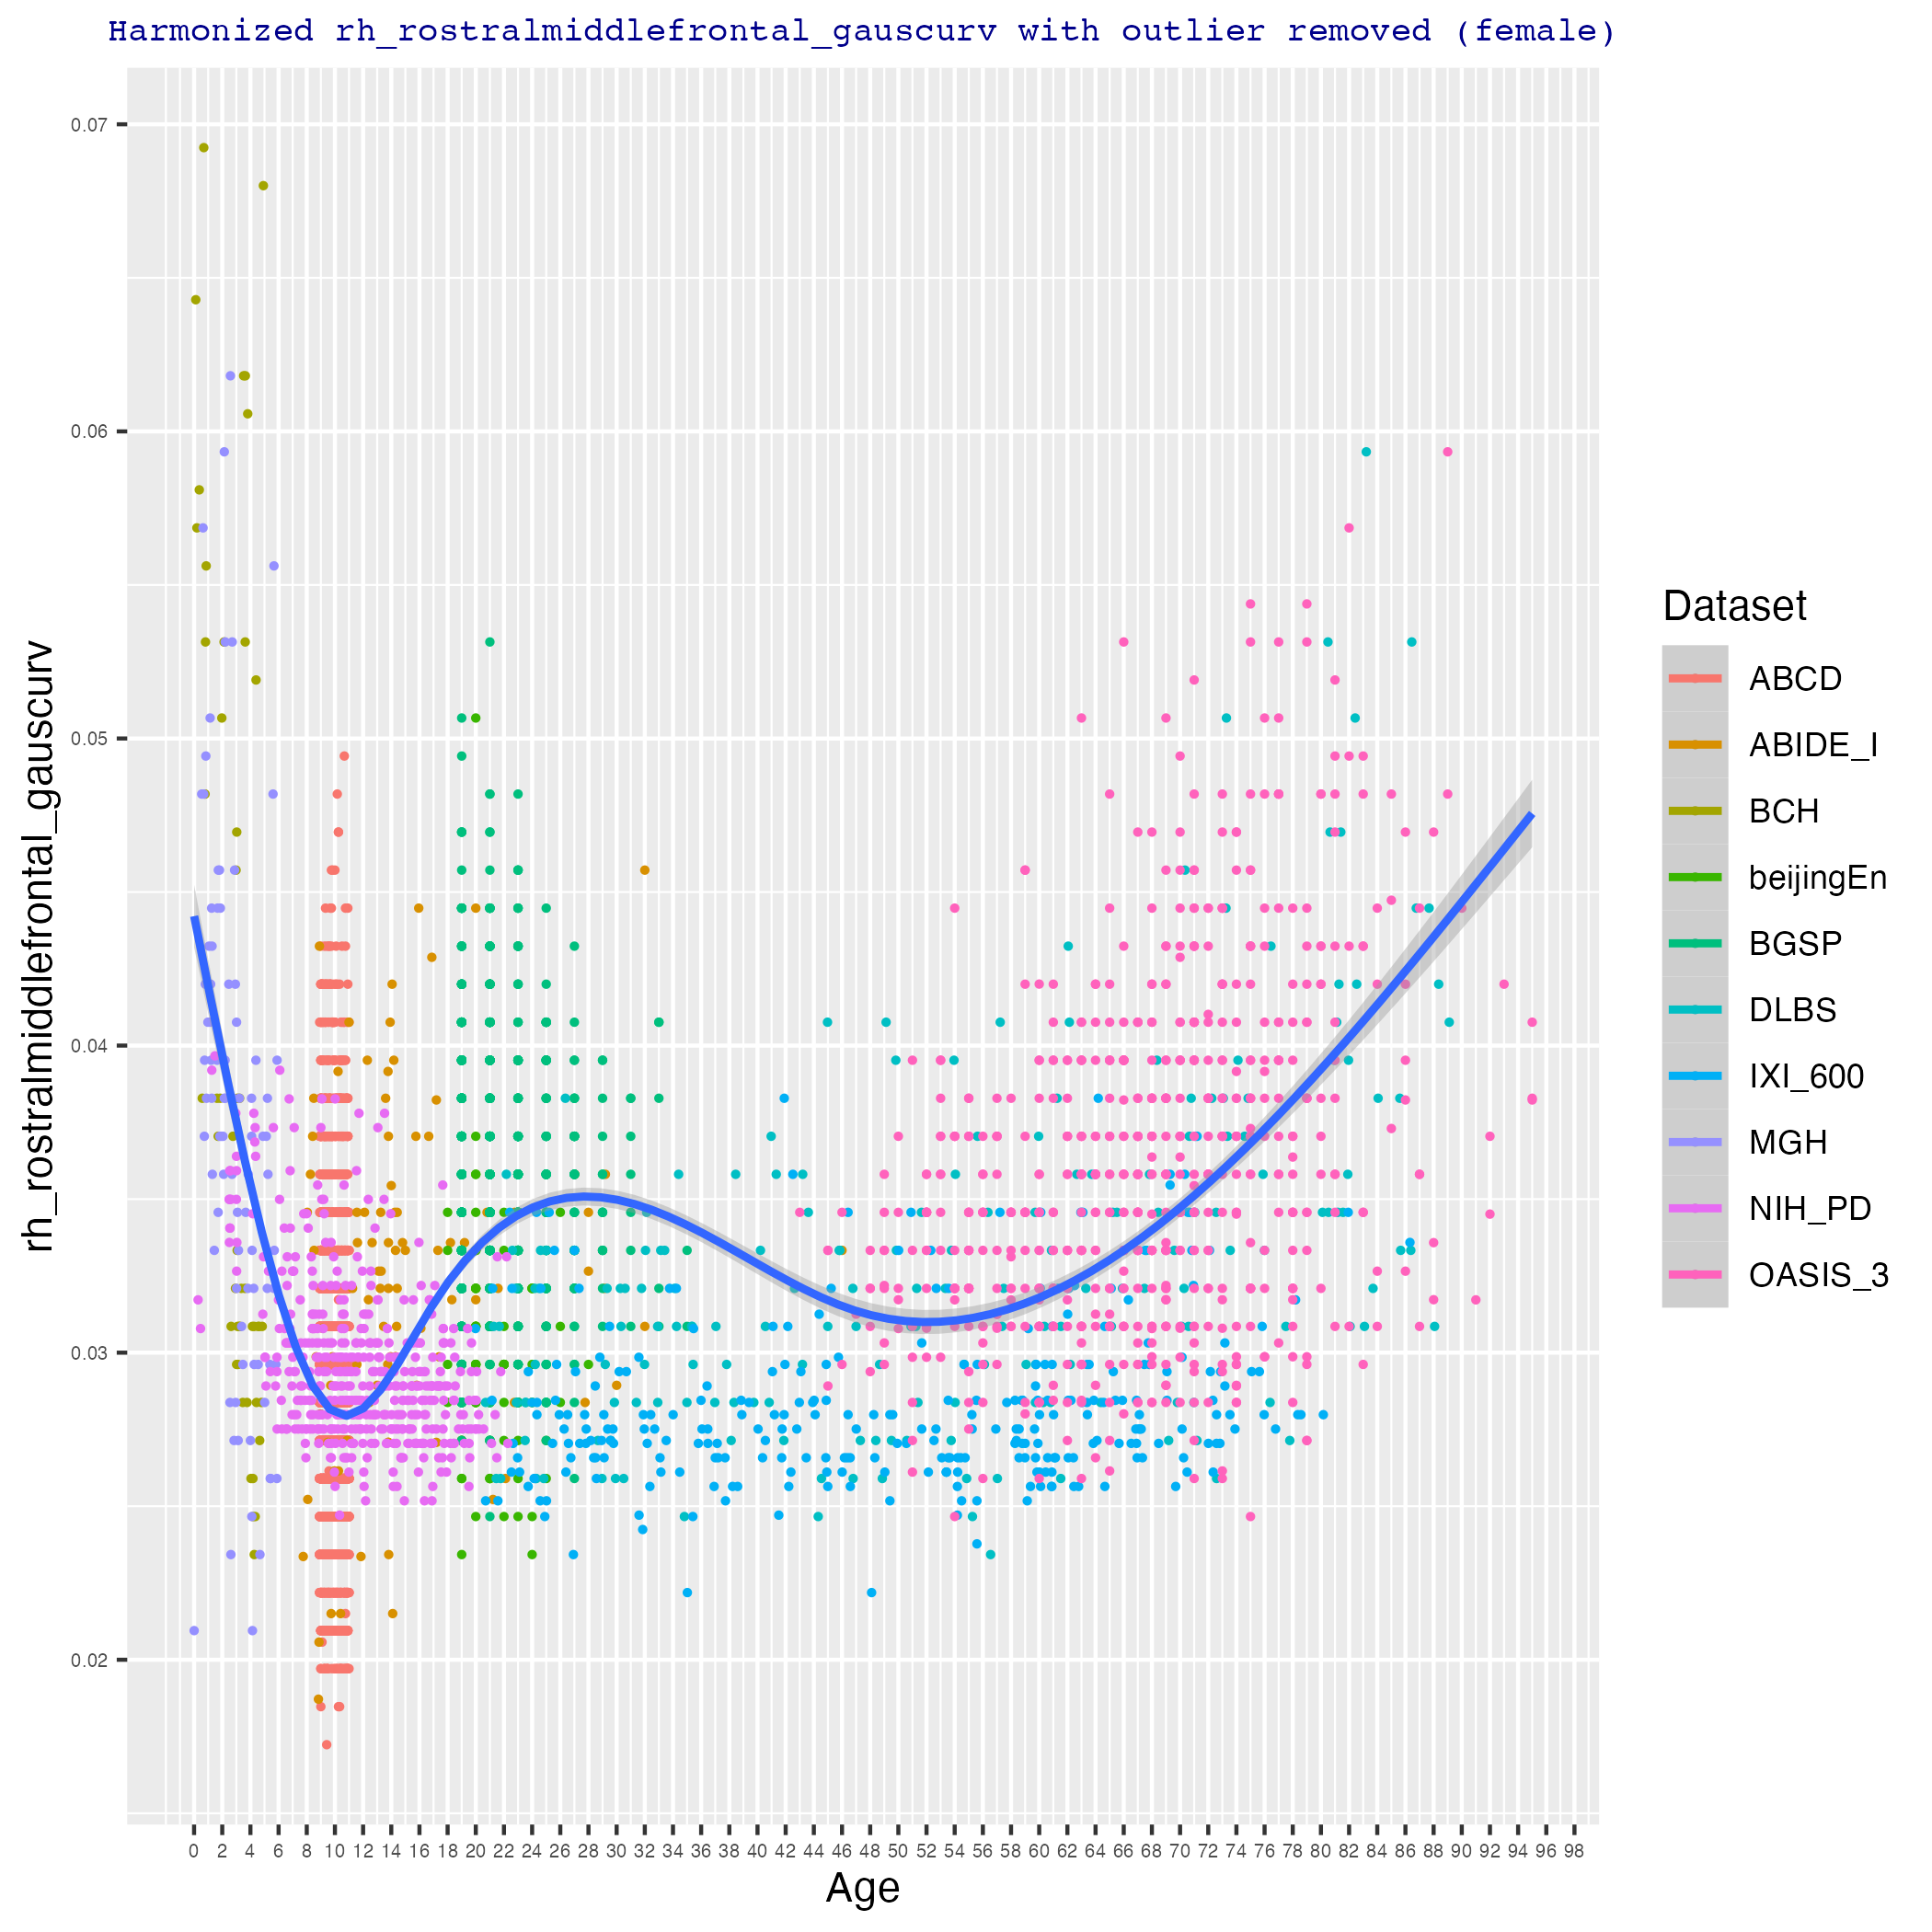 Harmonized rh_rostralmiddlefrontal_gauscurv with outlier removed (female)
rh_rostralmiddlefrontal_gauscurv
0.07
0.06
0.05
0.04
0.03
0.02
0 2 4 6 8 10 12 14 16 18 20 22 24 26 28 30 32 34 36 38 40 42 44 46 48 50 52 54 56 58 60 62 64 66 68 70 72 74 76 78 80 82 84 86 88 90 92 94 96 98
Age
Dataset
ABCD
ABIDE_I
BCH
beijingEn
BGSP
DLBS
IXI_600
MGH
NIH_PD
OASIS_3